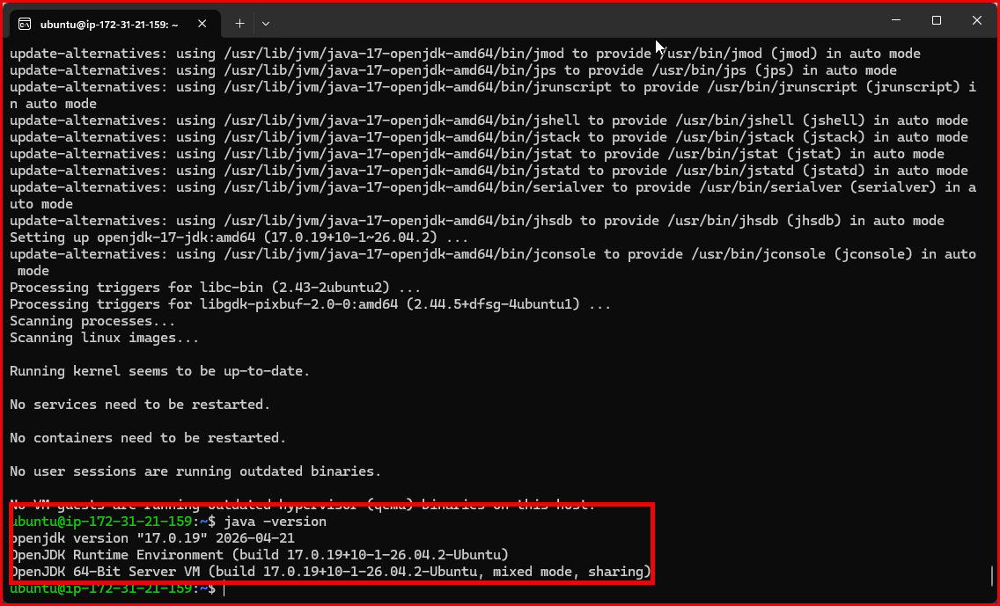 ubuntu@ip-172-31-21-159: ~
update-alternatives: using /usr/lib/jvm/java-17-openjdk-amd64/bin/jmod to provide /usr/bin/jmod (jmod) in auto mode
update-alternatives: using /usr/lib/jvm/java-17-openjdk-amd64/bin/jps to provide /usr/bin/jps (jps) in auto mode
update-alternatives: using /usr/lib/jvm/java-17-openjdk-amd64/bin/jrunscript to provide /usr/bin/jrunscript (jrunscript) i
n auto mode
update-alternatives: using /usr/lib/jvm/java-17-openjdk-amd64/bin/jshell to provide /usr/bin/jshell (jshell) in auto mode
update-alternatives: using /usr/lib/jvm/java-17-openjdk-amd64/bin/jstack to provide /usr/bin/jstack (jstack) in auto mode
update-alternatives: using /usr/lib/jvm/java-17-openjdk-amd64/bin/jstat to provide /usr/bin/jstat (jstat) in auto mode
update-alternatives: using /usr/lib/jvm/java-17-openjdk-amd64/bin/jstatd to provide /usr/bin/jstatd (jstatd) in auto mode
update-alternatives: using /usr/lib/jvm/java-17-openjdk-amd64/bin/serialver to provide /usr/bin/serialver (serialver) in a
uto mode
update-alternatives: using /usr/lib/jvm/java-17-openjdk-amd64/bin/jhsdb to provide /usr/bin/jhsdb (jhsdb) in auto mode
Setting up openjdk-17-jdk:amd64 (17.0.19+10-1~26.04.2) ...
update-alternatives: using /usr/lib/jvm/java-17-openjdk-amd64/bin/jconsole to provide /usr/bin/jconsole (jconsole) in auto
 mode
Processing triggers for libc-bin (2.43-2ubuntu2) ...
Processing triggers for libgdk-pixbuf-2.0-0:amd64 (2.44.5+dfsg-4ubuntu1) ...
Scanning processes...
Scanning linux images...
Running kernel seems to be up-to-date.
No services need to be restarted.
No containers need to be restarted.
No user sessions are running outdated binaries.
No VM guests are running outdated hypervisor (qemu) binaries on this host.
ubuntu@ip-172-31-21-159:~$ java -version
openjdk version "17.0.19" 2026-04-21
OpenJDK Runtime Environment (build 17.0.19+10-1-26.04.2-Ubuntu)
OpenJDK 64-Bit Server VM (build 17.0.19+10-1-26.04.2-Ubuntu, mixed mode, sharing)
ubuntu@ip-172-31-21-159:~$